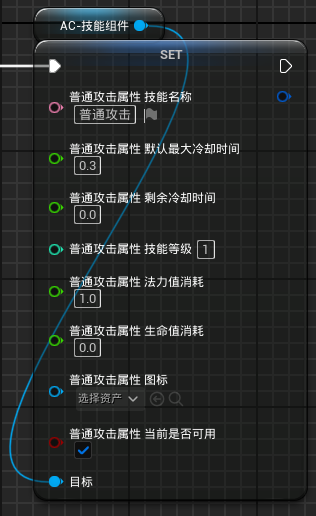 AC-技能组件
SET
普通攻击属性 技能名称
普通攻击
普通攻击属性 默认最大冷却时间
0.3
普通攻击属性 剩余冷却时间
0.0
普通攻击属性 技能等级 1
普通攻击属性 法力值消耗
1.0
普通攻击属性 生命值消耗
0.0
普通攻击属性 图标
选择资产
普通攻击属性 当前是否可用
目标